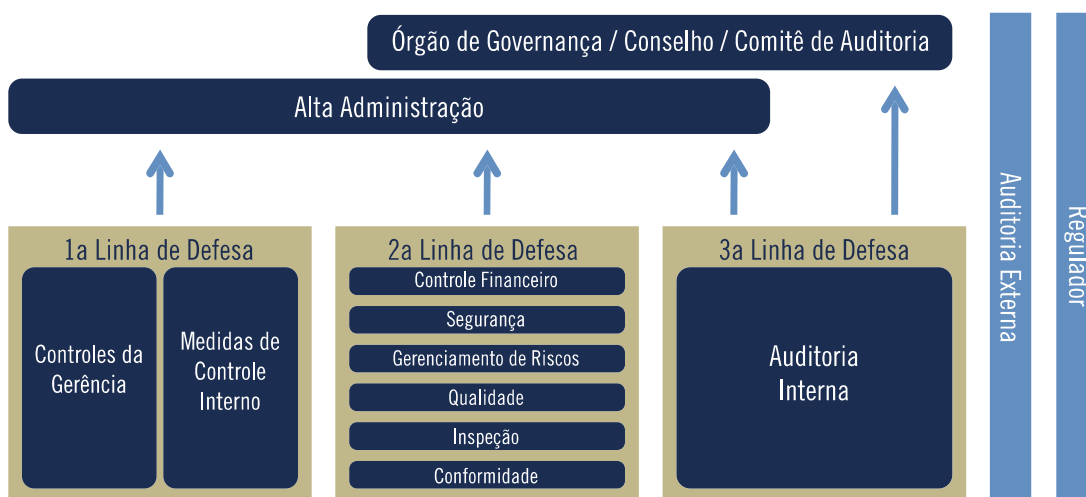 Órgão de Governança / Conselho / Comitê de Auditoria
Alta Administração
1a Linha de Defesa
Controles da
Gerência
Medidas de
Controle
Interno
2a Linha de Defesa
Controle Financeiro
Segurança
Gerenciamento de Riscos
Qualidade
Inspeção
Conformidade
3a Linha de Defesa
Auditoria
Interna
Auditoria Externa
Regulador